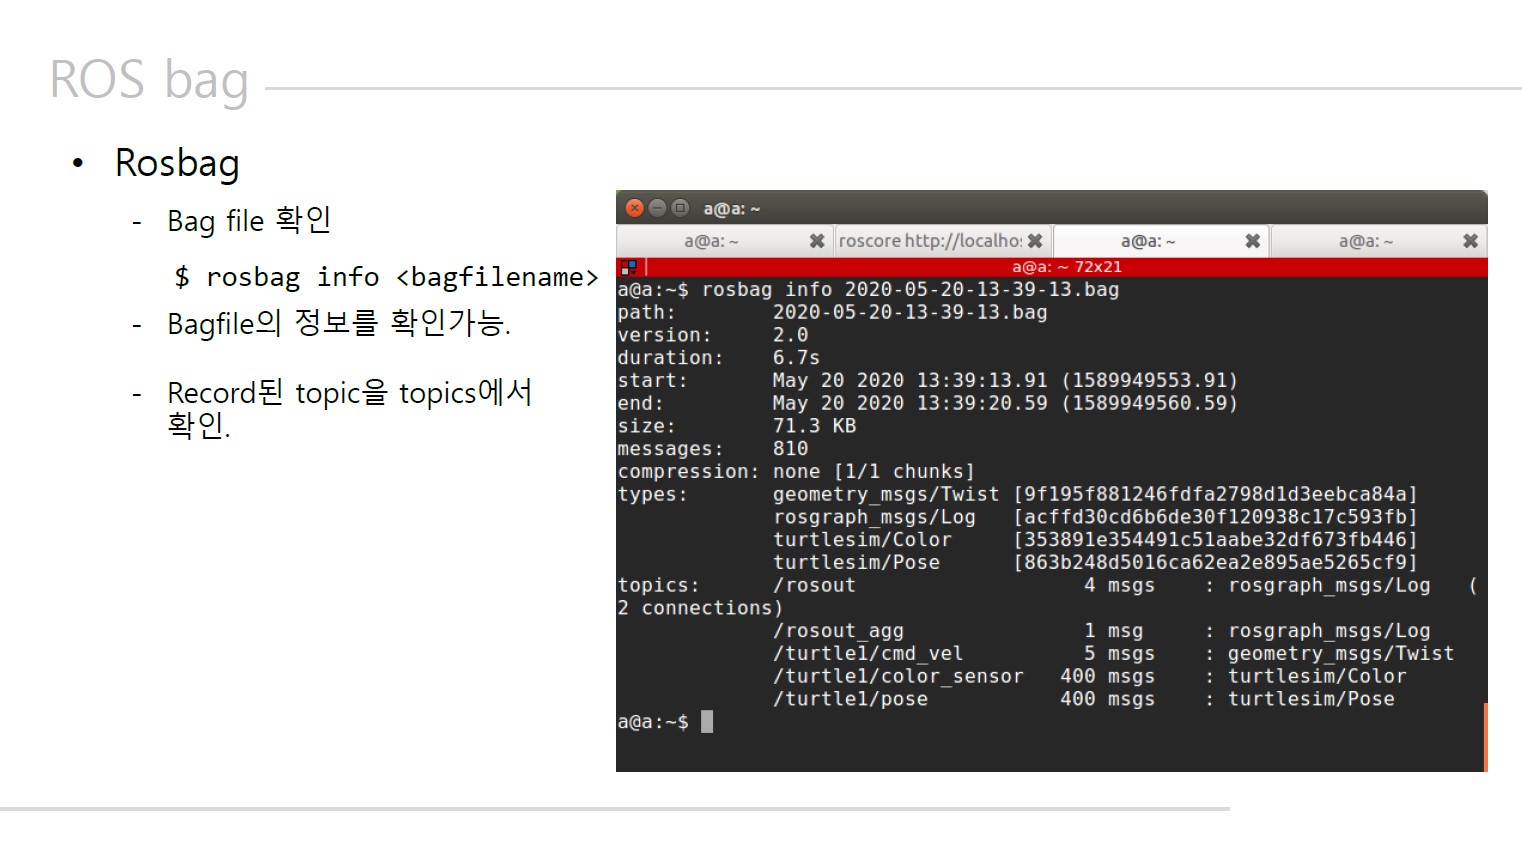 ROS bag
• Rosbag
- Bag file 확인
$ rosbag info <bagfilename>
- Bagfile의 정보를 확인가능.
- Record된 topic을 topics에서
확인.
a@a: ~
a@a: ~
roscore http://localhos
a@a: ~
a@a: ~
a@a: ~ 72x21
a@a:~$ rosbag info 2020-05-20-13-39-13.bag
path:        2020-05-20-13-39-13.bag
version:     2.0
duration:    6.7s
start:       May 20 2020 13:39:13.91 (1589949553.91)
end:         May 20 2020 13:39:20.59 (1589949560.59)
size:        71.3 KB
messages:    810
compression: none [1/1 chunks]
types:       geometry_msgs/Twist [9f195f881246fdfa2798d1d3eebca84a]
rosgraph_msgs/Log   [acffd30cd6b6de30f120938c17c593fb]
turtlesim/Color     [353891e354491c51aabe32df673fb446]
turtlesim/Pose      [863b248d5016ca62ea2e895ae5265cf9]
topics:      /rosout                   4 msgs    : rosgraph_msgs/Log   (
2 connections)
/rosout_agg               1 msg     : rosgraph_msgs/Log
/turtle1/cmd_vel          5 msgs    : geometry_msgs/Twist
/turtle1/color_sensor   400 msgs    : turtlesim/Color
/turtle1/pose           400 msgs    : turtlesim/Pose
a@a:~$